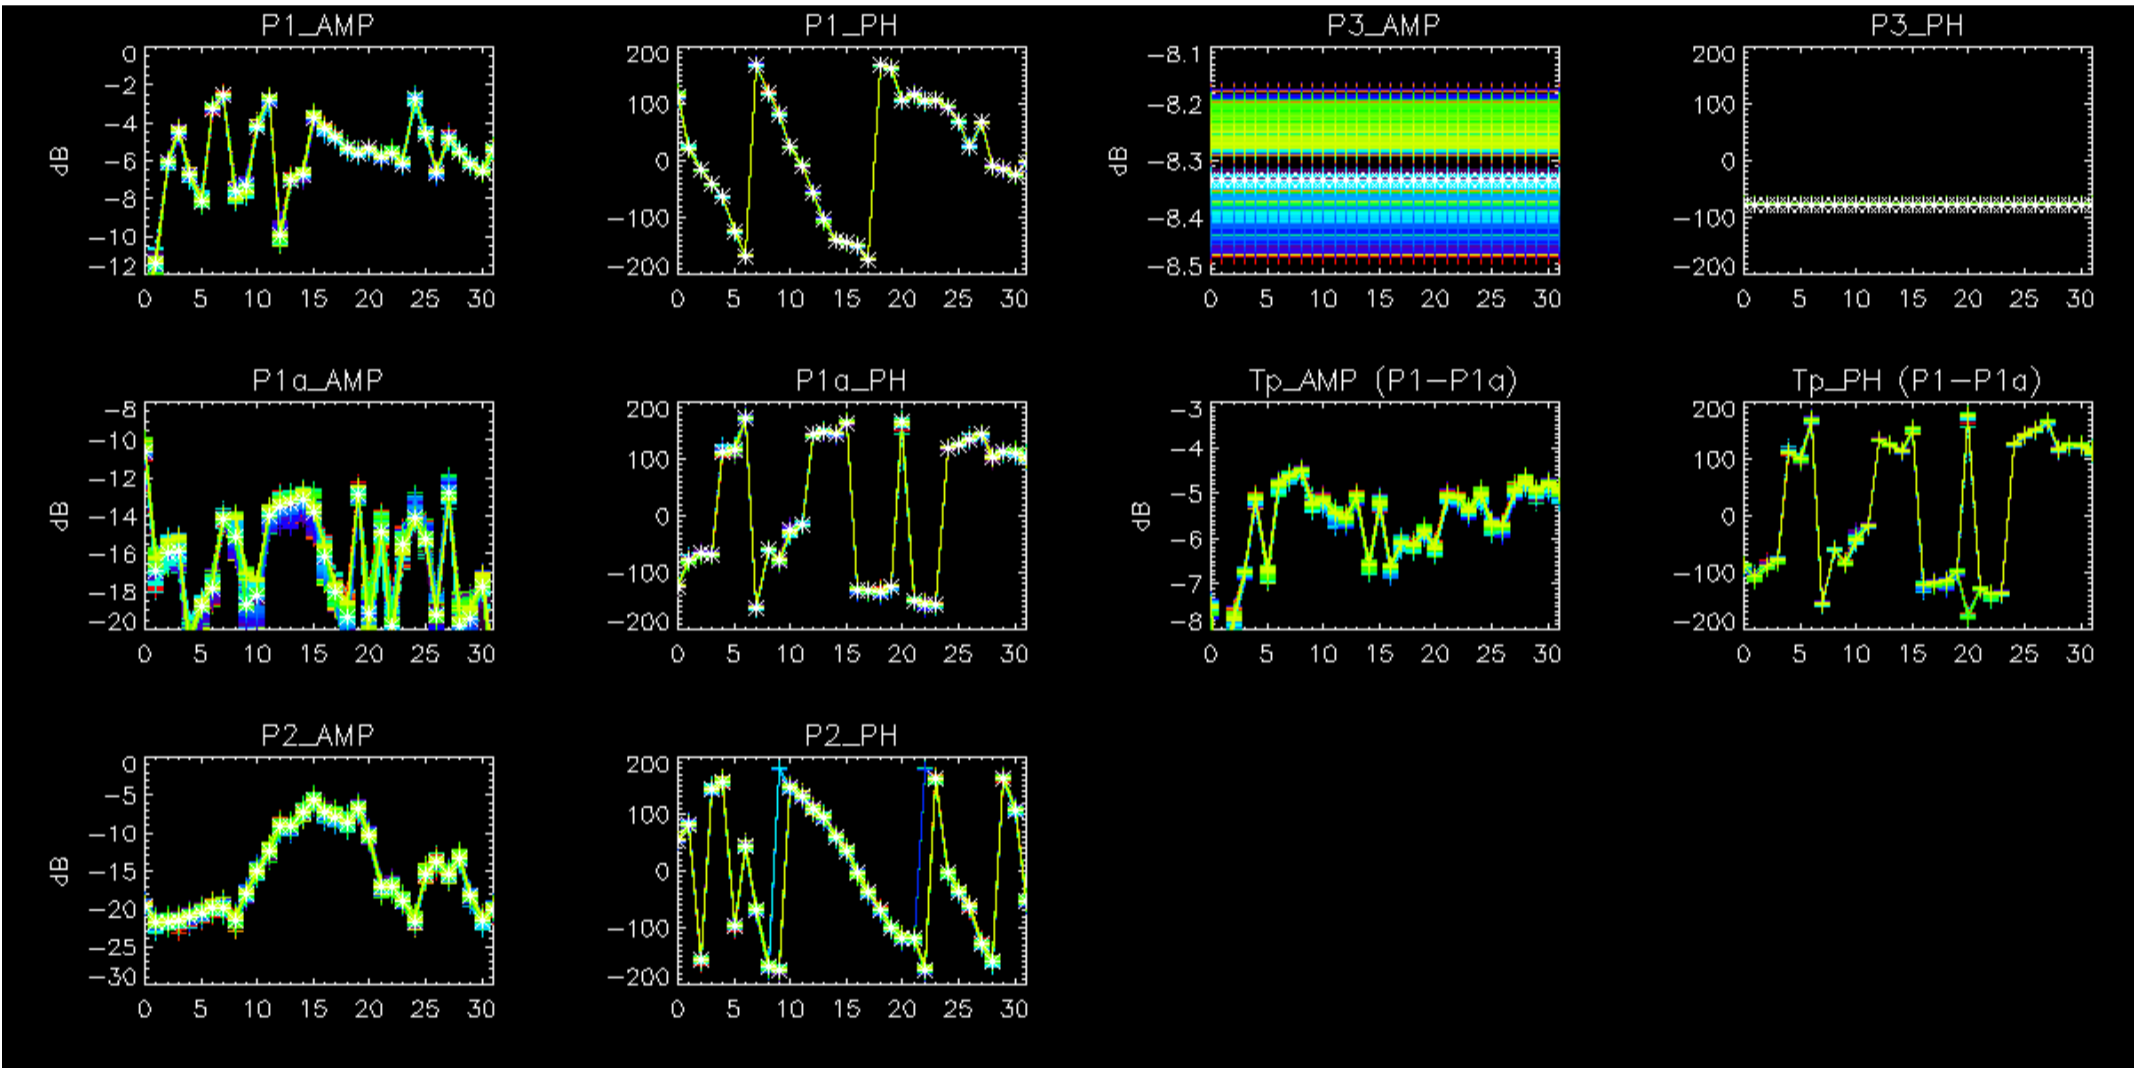 P1_AMP
P1_PH
P3_AMP
P3_PH
0
-2
-4
-6
-8
-10
-12
dB
0 5 10 15 20 25 30
200
100
0
-100
-200
0 5 10 15 20 25 30
-8.1
-8.2
-8.3
-8.4
-8.5
dB
0 5 10 15 20 25 30
200
100
0
-100
-200
0 5 10 15 20 25 30
P1a_AMP
P1a_PH
Tp_AMP (P1-P1a)
Tp_PH (P1-P1a)
-8
-10
-12
-14
-16
-18
-20
dB
0 5 10 15 20 25 30
200
100
0
-100
-200
0 5 10 15 20 25 30
-3
-4
-5
-6
-7
-8
dB
0 5 10 15 20 25 30
200
100
0
-100
-200
0 5 10 15 20 25 30
P2_AMP
P2_PH
0
-5
-10
-15
-20
-25
-30
dB
0 5 10 15 20 25 30
200
100
0
-100
-200
0 5 10 15 20 25 30